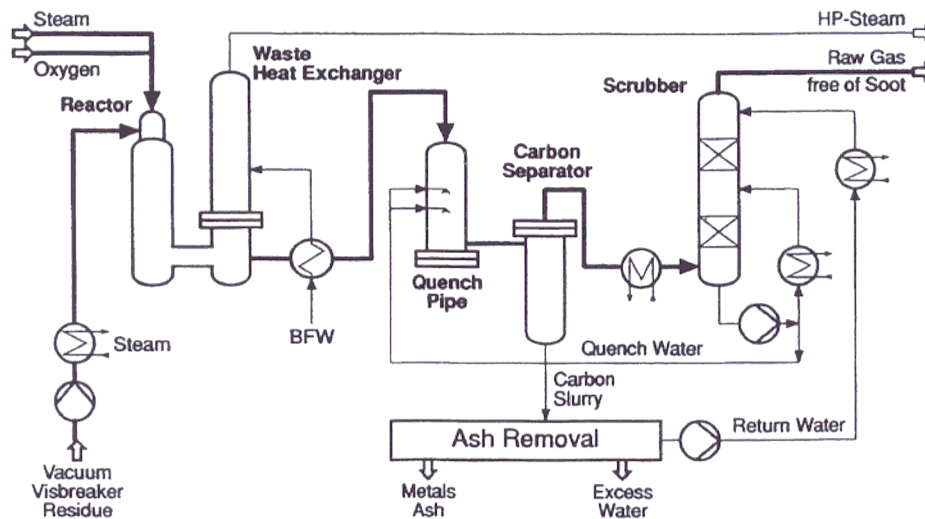 Steam
HP-Steam
Oxygen
Waste
Heat Exchanger
Raw Gas
free of Soot
Reactor
Scrubber
Carbon
Separator
Quench
Pipe
BFW
Steam
Quench Water
Carbon
Slurry
Ash Removal
Return Water
Vacuum
Visbreaker
Residue
Metals
Ash
Excess
Water